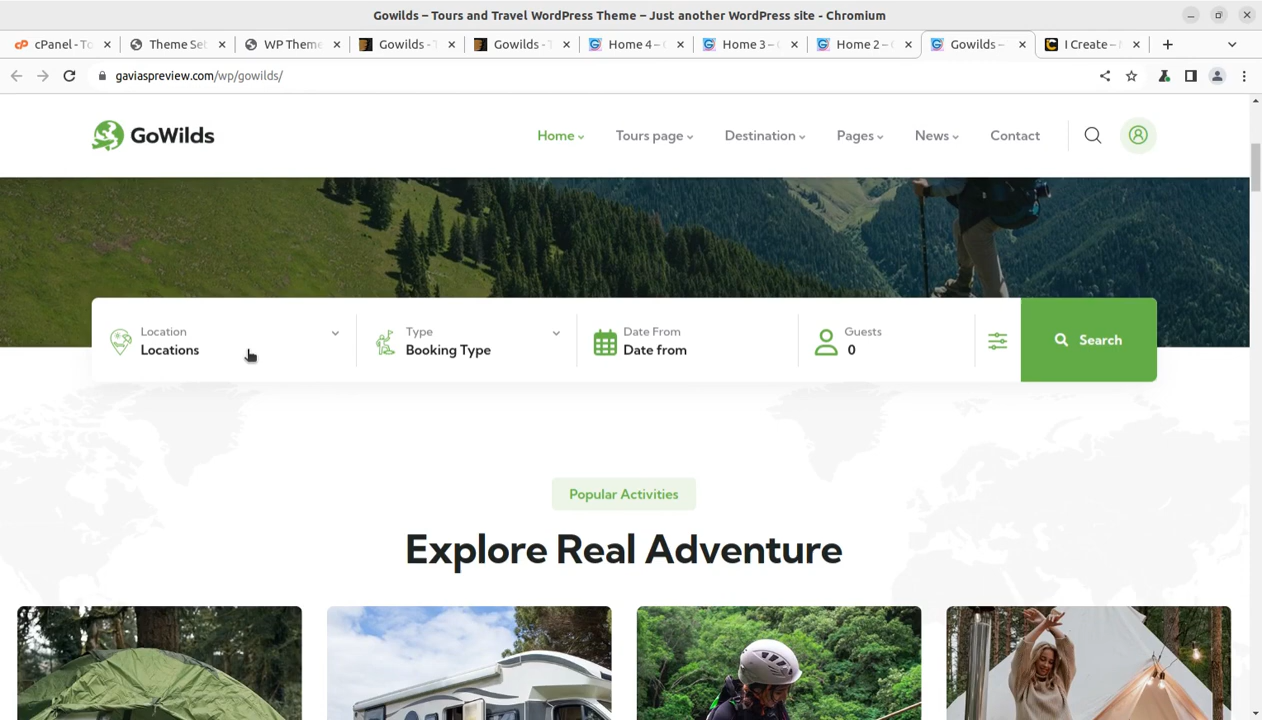 Gowilds – Tours and Travel WordPress Theme – Just another WordPress site - Chromium
cPanel - To
Theme Set
WP Theme
Gowilds - T
Gowilds - T
Home 4 –
Home 3 –
Home 2 –
Gowilds –
I Create –
gaviaspreview.com/wp/gowilds/
GoWilds
Home
Tours page
Destination
Pages
News
Contact
Location
Locations
Type
Booking Type
Date From
Date from
Guests
0
Search
Popular Activities
Explore Real Adventure